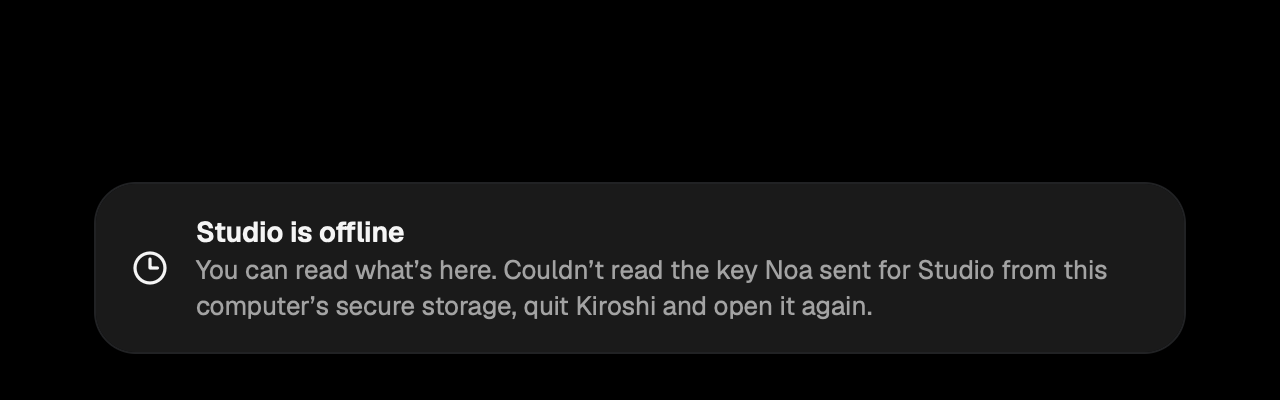 Studio is offline
You can read what’s here. Couldn’t read the key Noa sent for Studio from this
computer’s secure storage, quit Kiroshi and open it again.